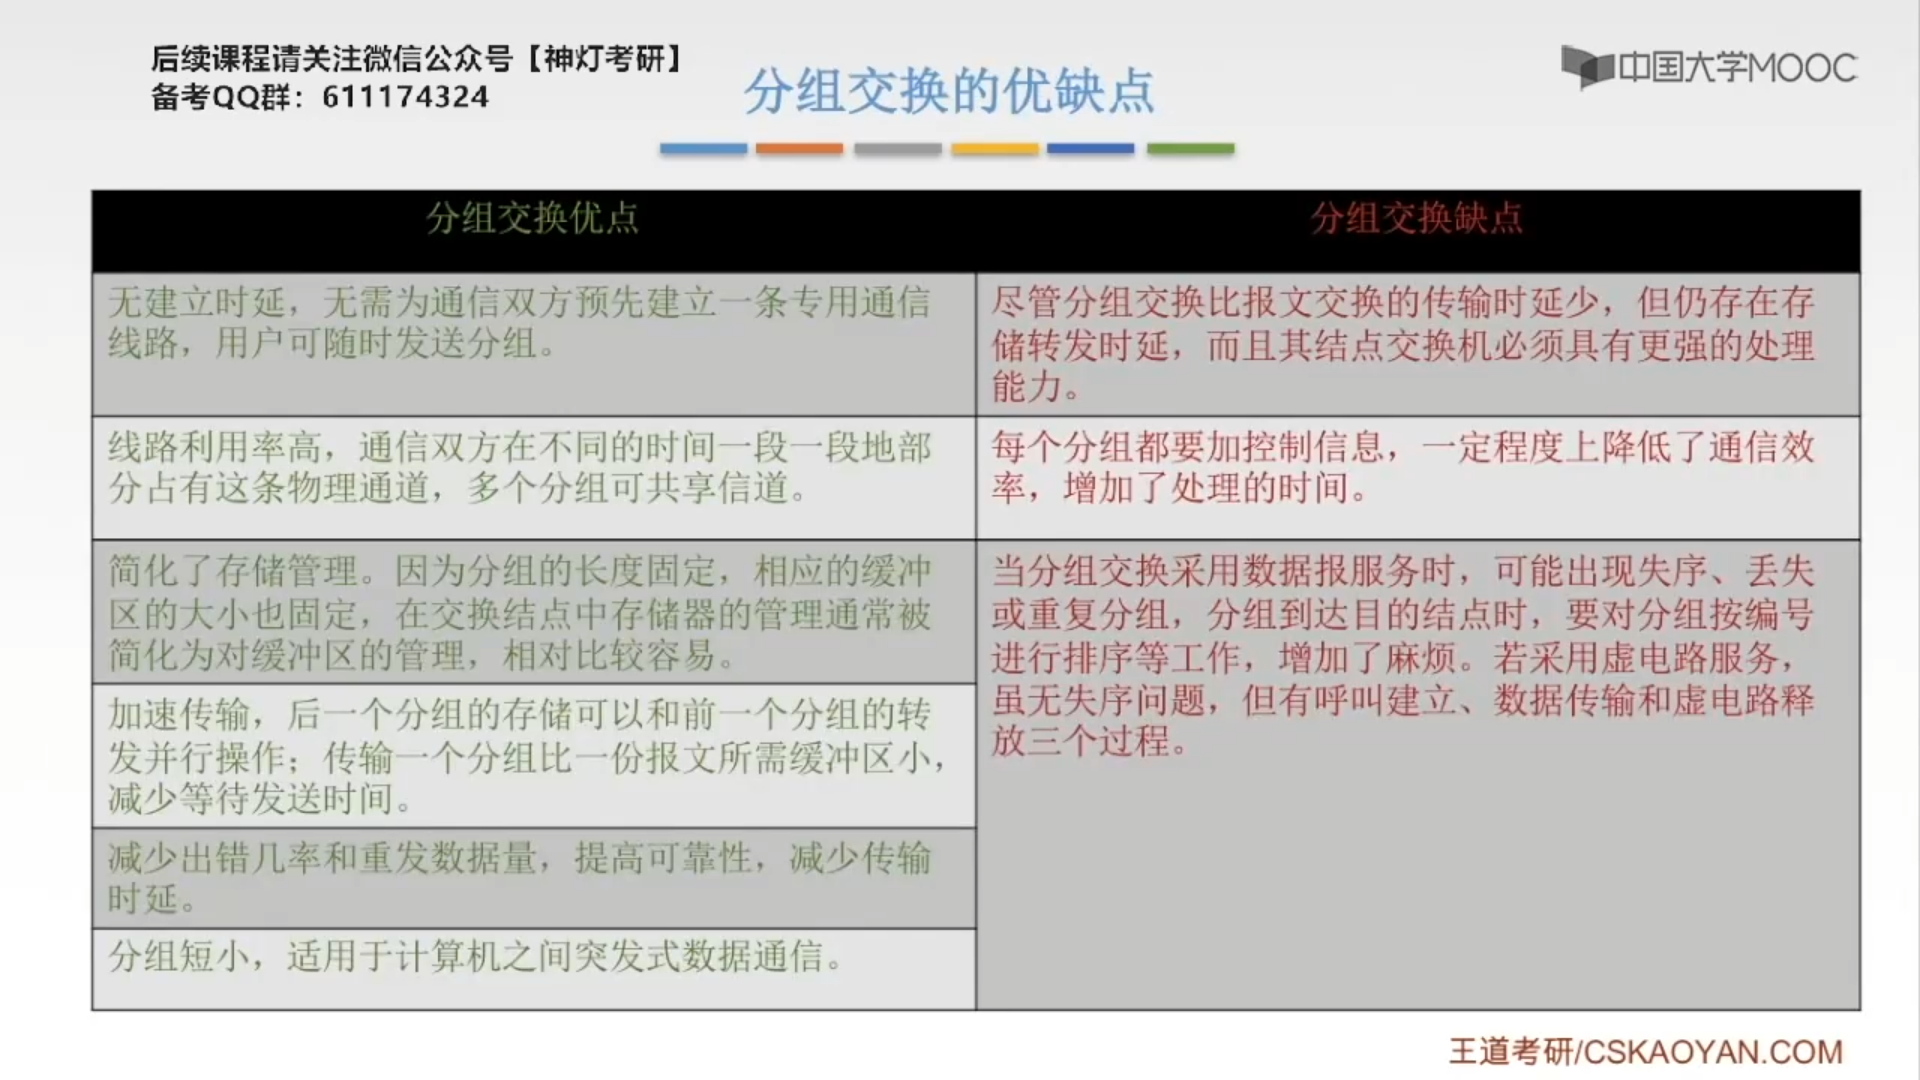 后续课程请关注微信公众号【神灯考研】
备考QQ群：611174324
分组交换的优缺点
中国大学MOOC
分组交换优点
分组交换缺点
无建立时延，无需为通信双方预先建立一条专用通信
线路，用户可随时发送分组。
尽管分组交换比报文交换的传输时延少，但仍存在存
储转发时延，而且其结点交换机必须具有更强的处理
能力。
线路利用率高，通信双方在不同的时间一段一段地部
分占有这条物理通道，多个分组可共享信道。
每个分组都要加控制信息，一定程度上降低了通信效
率，增加了处理的时间。
简化了存储管理。因为分组的长度固定，相应的缓冲
区的大小也固定，在交换结点中存储器的管理通常被
简化为对缓冲区的管理，相对比较容易。
当分组交换采用数据报服务时，可能出现失序、丢失
或重复分组，分组到达目的结点时，要对分组按编号
进行排序等工作，增加了麻烦。若采用虚电路服务，
虽无失序问题，但有呼叫建立、数据传输和虚电路释
放三个过程。
加速传输，后一个分组的存储可以和前一个分组的转
发并行操作；传输一个分组比一份报文所需缓冲区小，
减少等待发送时间。
减少出错几率和重发数据量，提高可靠性，减少传输
时延。
分组短小，适用于计算机之间突发式数据通信。
王道考研/CSKAOYAN.COM